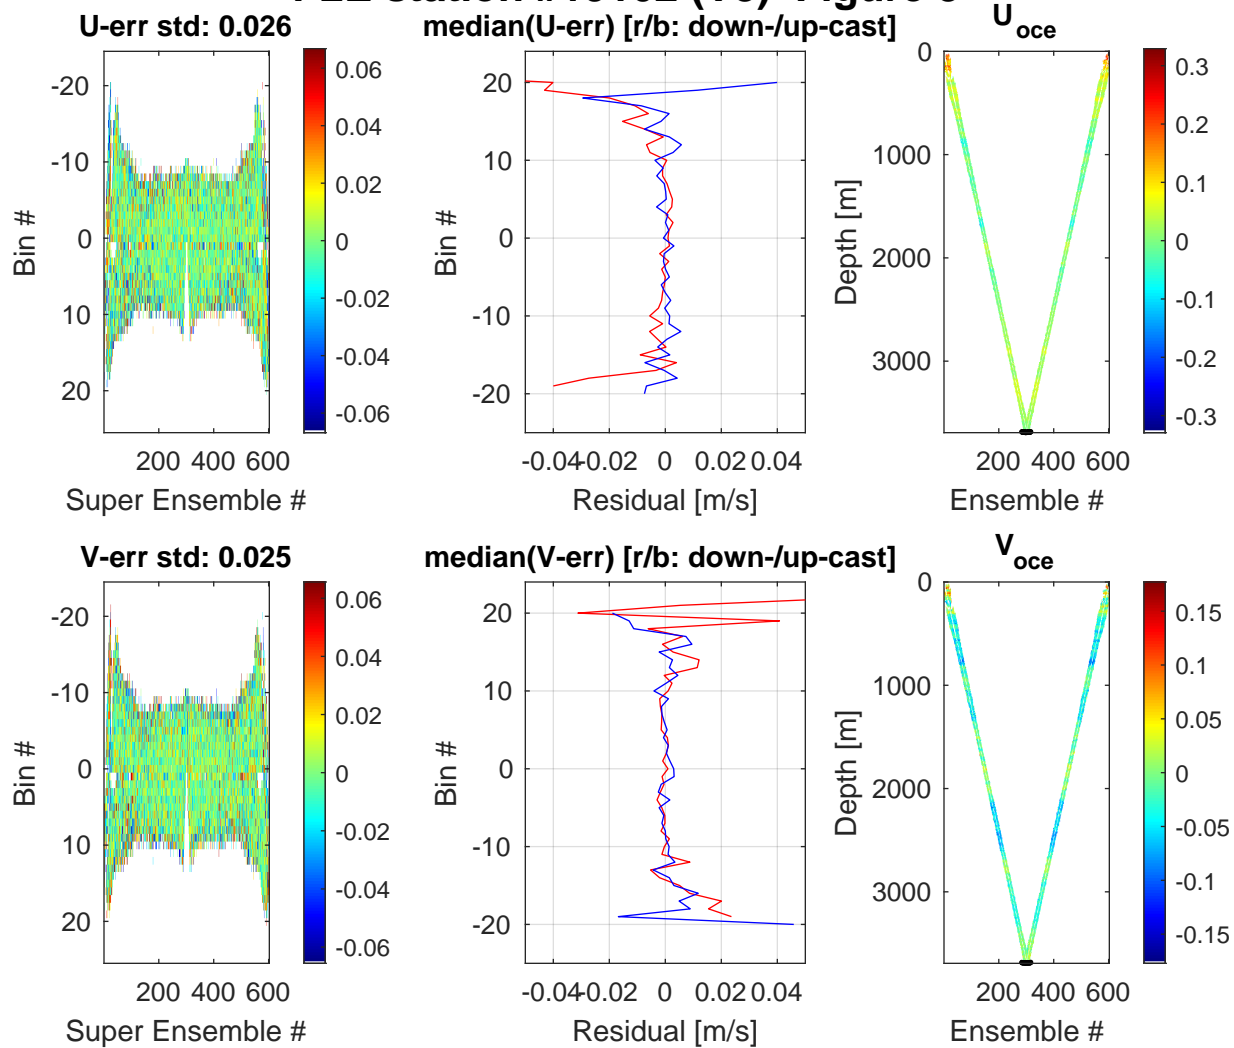 U-err std: 0.026
median(U-err) [r/b: down-/up-cast]
U_oce
-20
-10
0
10
20
Bin #
200 400 600
Super Ensemble #
0.06
0.04
0.02
0
-0.02
-0.04
-0.06
20
10
0
-10
-20
Bin #
-0.04 -0.02 0 0.02 0.04
Residual [m/s]
0
1000
2000
3000
Depth [m]
200 400 600
Ensemble #
0.3
0.2
0.1
0
-0.1
-0.2
-0.3
V-err std: 0.025
median(V-err) [r/b: down-/up-cast]
V_oce
-20
-10
0
10
20
Bin #
200 400 600
Super Ensemble #
0.06
0.04
0.02
0
-0.02
-0.04
-0.06
20
10
0
-10
-20
Bin #
-0.04 -0.02 0 0.02 0.04
Residual [m/s]
0
1000
2000
3000
Depth [m]
200 400 600
Ensemble #
0.15
0.1
0.05
0
-0.05
-0.1
-0.15